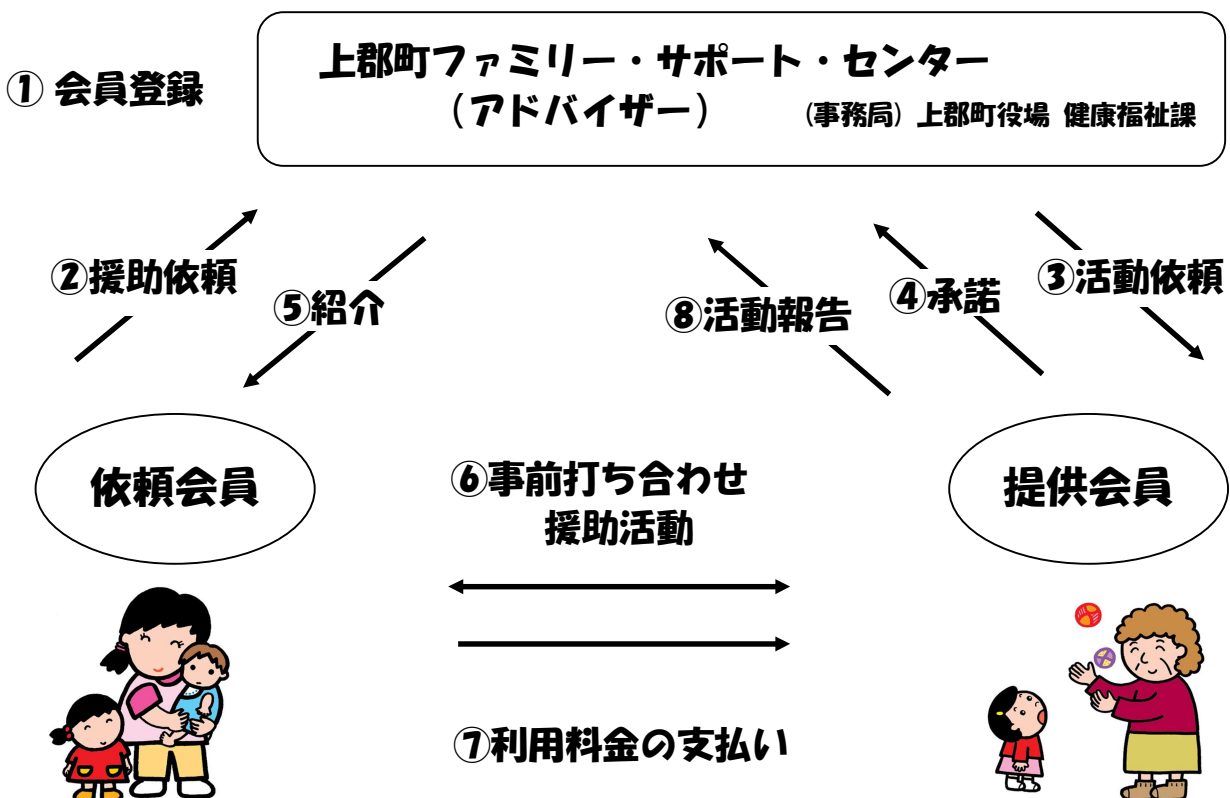 ① 会員登録
上郡町ファミリー・サポート・センター
(アドバイザー) (事務局) 上郡町役場 健康福祉課
②援助依頼
⑤紹介
⑧活動報告
④承諾
③活動依頼
依頼会員
⑥事前打ち合わせ
援助活動
提供会員
⑦利用料金の支払い